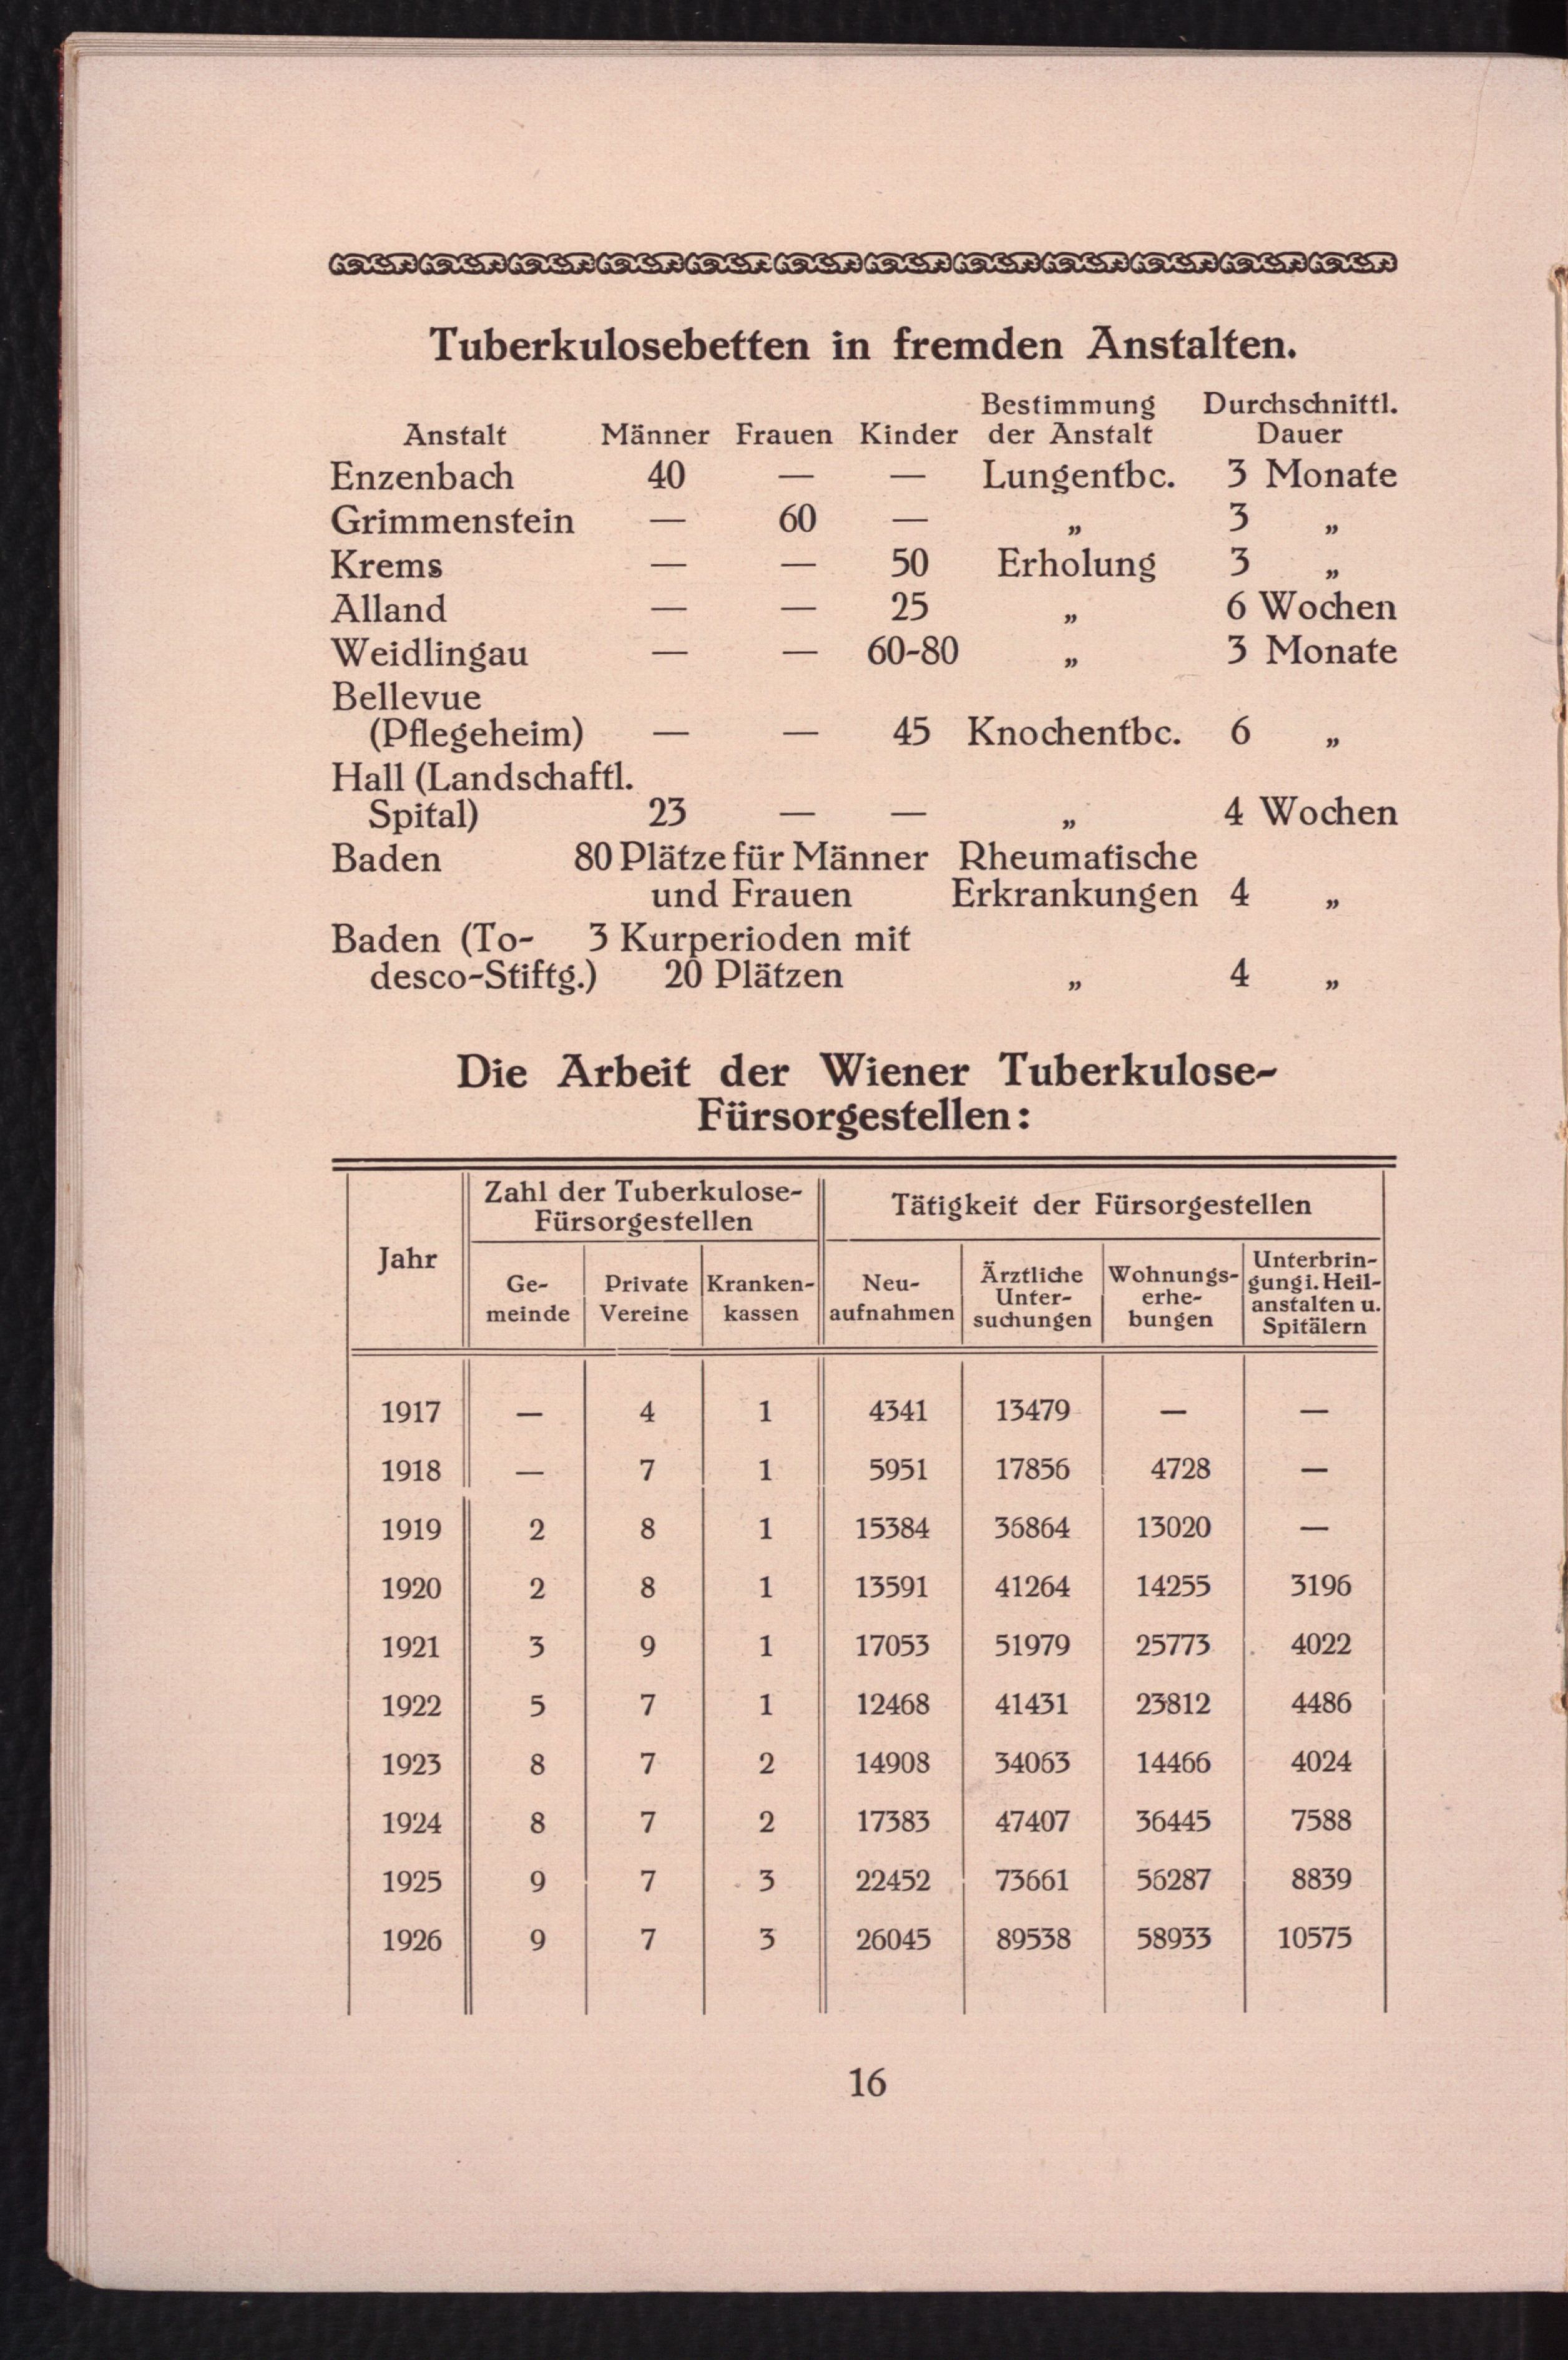 Tuberkulosebetten in fremden Anstalten.
Anstalt Männer Frauen Kinder Bestimmung der Anstalt Durchschnittl. Dauer
Enzenbach 40 — — Lungentbc. 3 Monate
Grimmenstein — 60 — „ 3 „
Krems — — 50 Erholung 3 „
Alland — — 25 „ 6 Wochen
Weidlingau — — 60-80 „ 3 Monate
Bellevue
(Pflegeheim) — — 45 Knochentbc. 6 „
Hall (Landschaftl.
Spital) 23 — — „ 4 Wochen
Baden 80 Plätze für Männer Rheumatische
und Frauen Erkrankungen 4 „
Baden (To- 3 Kurperioden mit
desco-Stiftg.) 20 Plätzen „ 4 „
Die Arbeit der Wiener Tuberkulose-
Fürsorgestellen:
Jahr
Zahl der Tuberkulose-
Fürsorgestellen
Tätigkeit der Fürsorgestellen
Ge-
meinde
Private
Vereine
Kranken-
kassen
Neu-
aufnahmen
Ärztliche
Unter-
suchungen
Wohnungs-
erhe-
bungen
Unterbrin-
gung i. Heil-
anstalten u.
Spitälern
1917 — 4 1 4341 13479 — —
1918 — 7 1 5951 17856 4728 —
1919 2 8 1 15384 36864 13020 —
1920 2 8 1 13591 41264 14255 3196
1921 3 9 1 17053 51979 25773 4022
1922 5 7 1 12468 41431 23812 4486
1923 8 7 2 14908 34063 14466 4024
1924 8 7 2 17383 47407 36445 7588
1925 9 7 3 22452 73661 56287 8839
1926 9 7 3 26045 89538 58933 10575
16